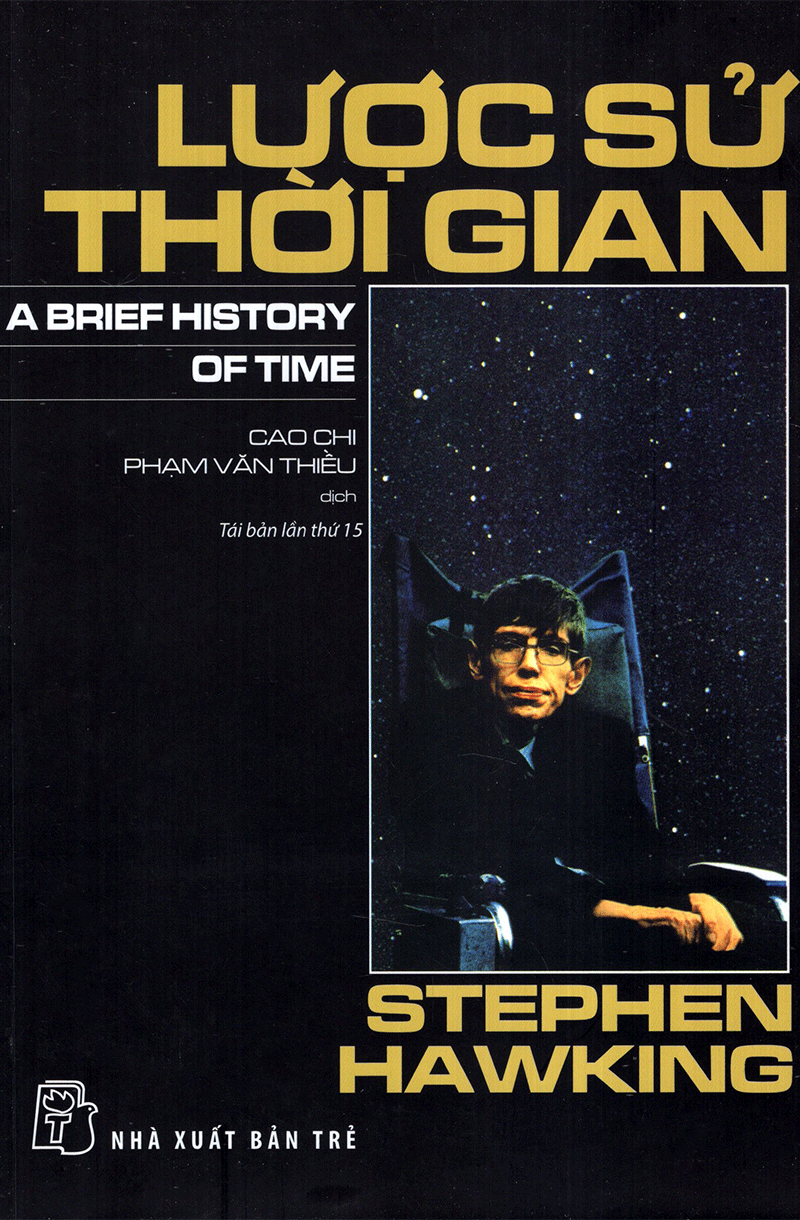 LƯỢC SỬ
THỜI GIAN
A BRIEF HISTORY
OF TIME
CAO CHI
PHẠM VĂN THIỀU
dịch
Tái bản lần thứ 15
STEPHEN
HAWKING
T
NHÀ XUẤT BẢN TRẺ